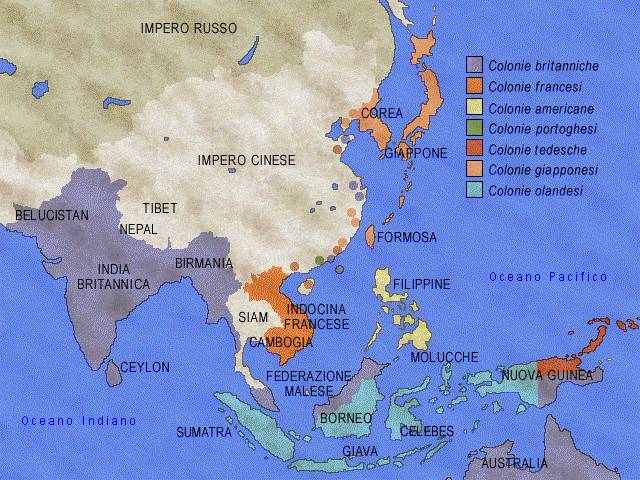 IMPERO RUSSO
Colonie britanniche
Colonie francesi
Colonie americane
Colonie portoghesi
Colonie tedesche
Colonie giapponesi
Colonie olandesi
COREA
GIAPPONE
IMPERO CINESE
BELUCISTAN
TIBET
NEPAL
FORMOSA
INDIA
BRITANNICA
BIRMANIA
Oceano Pacifico
FILIPPINE
SIAM
INDOCINA
FRANCESE
CAMBOGIA
MOLUCCHE
CEYLON
FEDERAZIONE
MALESE
NUOVA GUINEA
Oceano Indiano
SUMATRA
BORNEO
CELEBES
GIAVA
AUSTRALIA